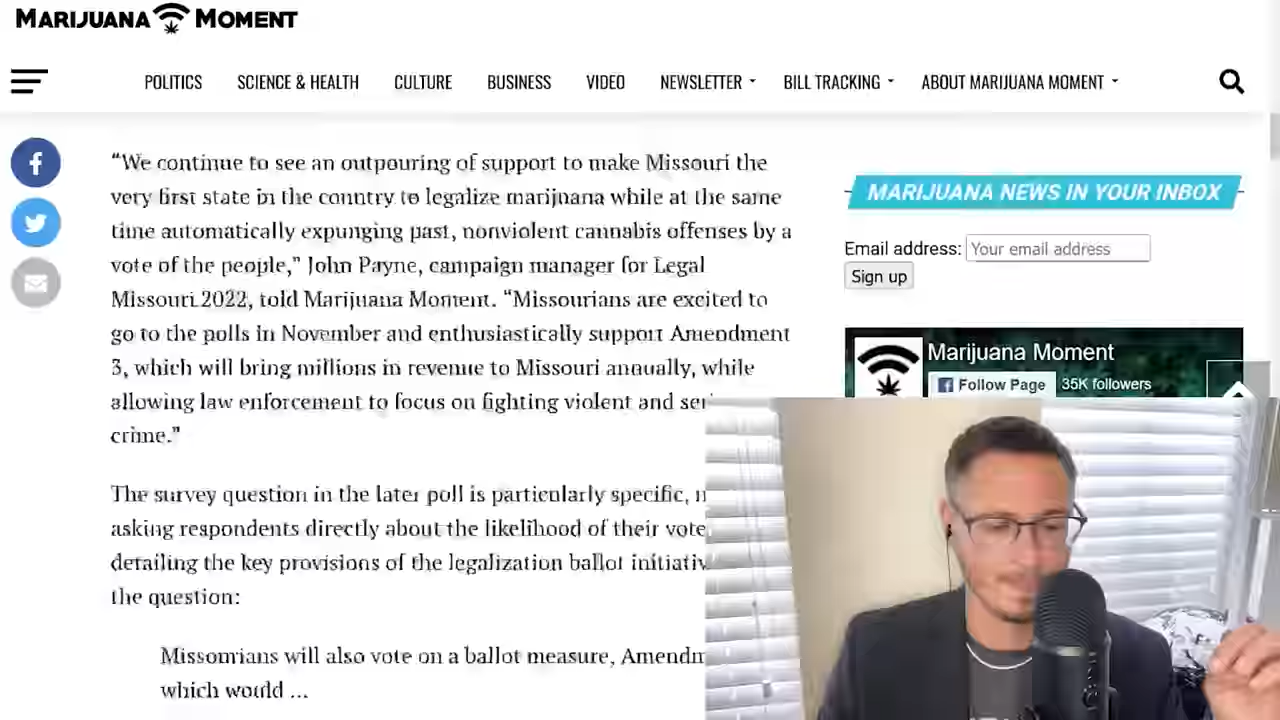 MARIJUANA MOMENT
POLITICS SCIENCE & HEALTH CULTURE BUSINESS VIDEO NEWSLETTER BILL TRACKING ABOUT MARIJUANA MOMENT
“We continue to see an outpouring of support to make Missouri the
very first state in the country to legalize marijuana while at the same
time automatically expunging past, nonviolent cannabis offenses by a
vote of the people,” John Payne, campaign manager for Legal
Missouri 2022, told Marijuana Moment. “Missourians are excited to
go to the polls in November and enthusiastically support Amendment
3, which will bring millions in revenue to Missouri annually, while
allowing law enforcement to focus on fighting violent and
crime.”
The survey question in the later poll is particularly specific,
asking respondents directly about the likelihood of their vote
detailing the key provisions of the legalization ballot
the question:
Missourians will also vote on a ballot measure,
which would ...
MARIJUANA NEWS IN YOUR INBOX
Email address: Your email address
Sign up
Marijuana Moment
Follow Page 35K followers